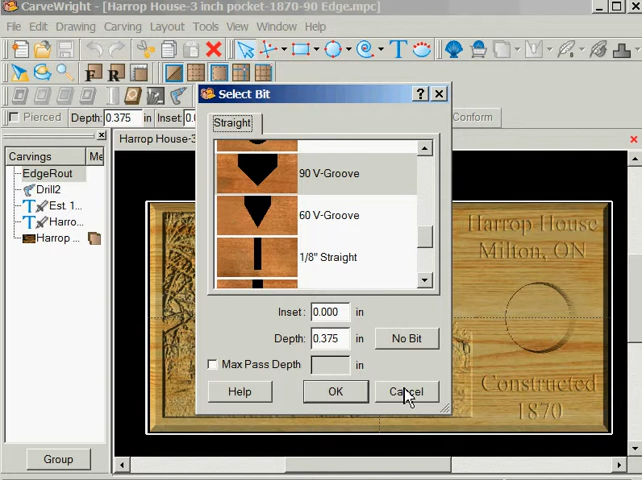 CarveWright - [Harrop House-3 inch pocket-1870-90 Edge.mpc]
File Edit Drawing Carving Layout Tools View Window Help
Pierced Depth: 0.375 in Inset: 0.0 Conform
Harrop House-3
Carvings Me
EdgeRout
Drill2
Est. 1...
Harro...
Harrop ...
Group
Select Bit
Straight
90 V-Groove
60 V-Groove
1/8" Straight
Inset: 0.000 in
Depth: 0.375 in No Bit
Max Pass Depth in
Help OK Cancel
Harrop House
Milton, ON
Constructed
1870